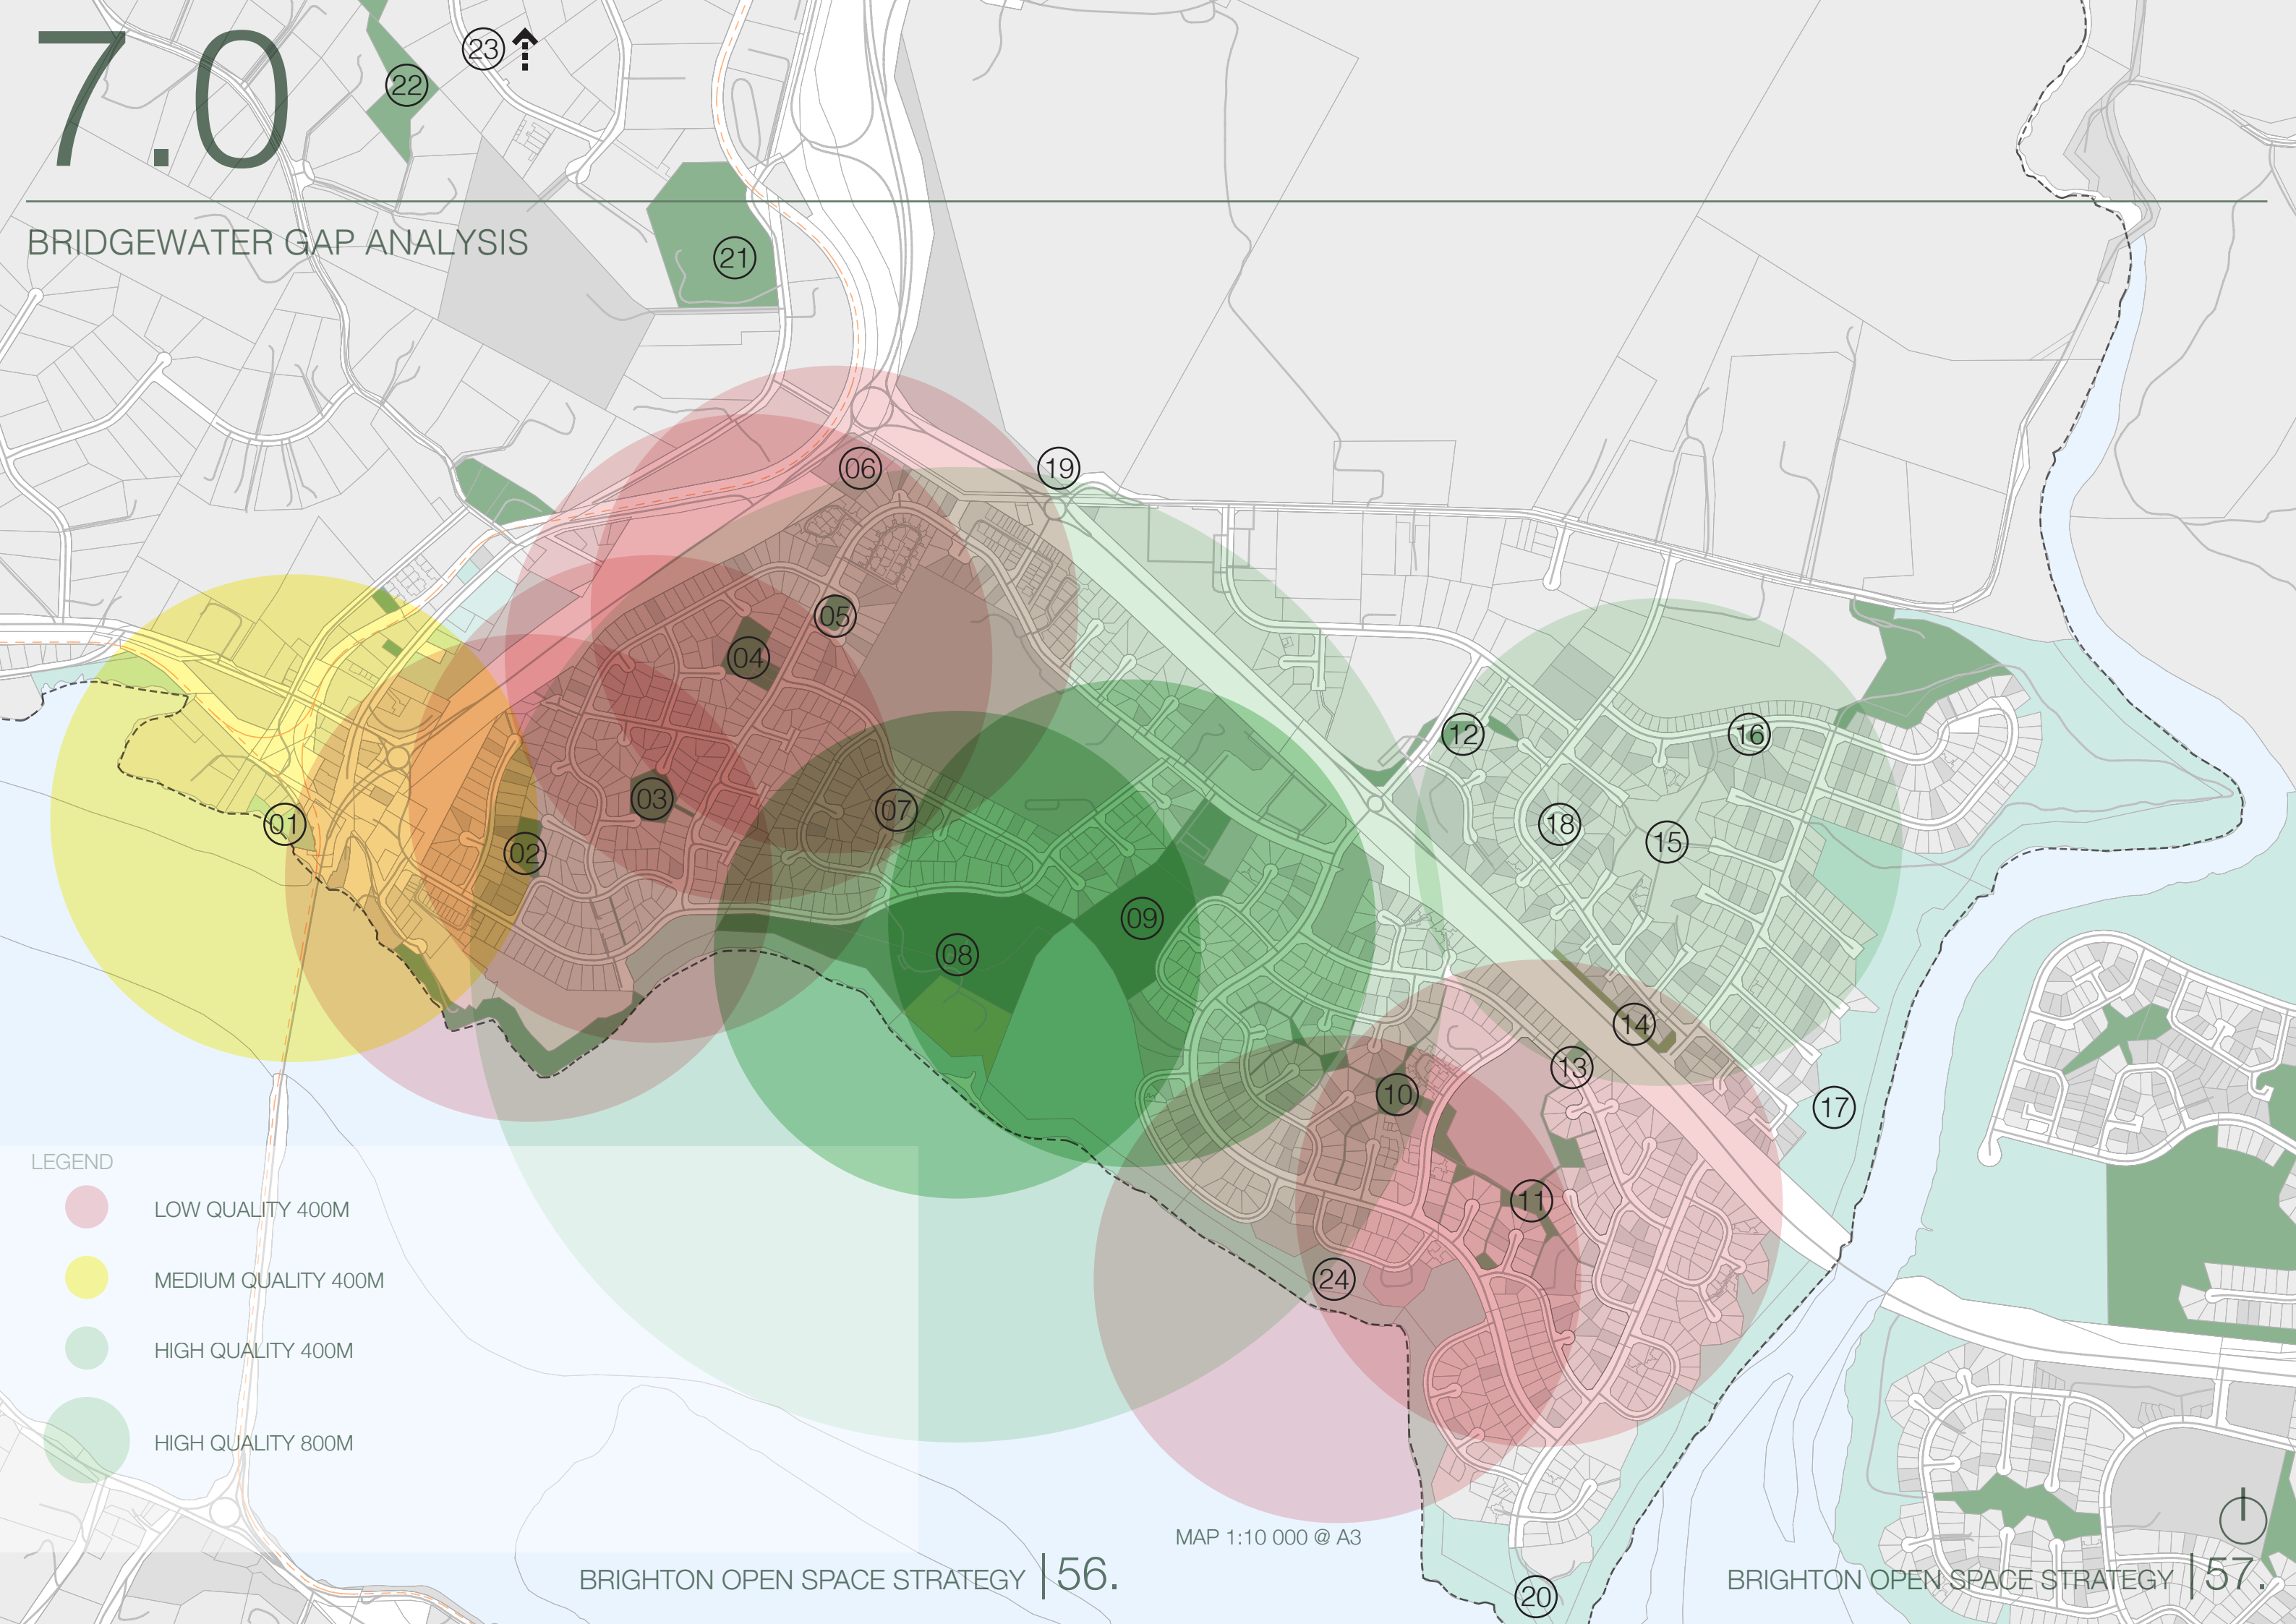 7.0
BRIDGEWATER GAP ANALYSIS
23
22
21
06
19
05
04
03
07
02
01
12
16
18
15
09
08
14
13
10
17
11
24
20
LEGEND
LOW QUALITY 400M
MEDIUM QUALITY 400M
HIGH QUALITY 400M
HIGH QUALITY 800M
MAP 1:10 000 @ A3
BRIGHTON OPEN SPACE STRATEGY |56.
BRIGHTON OPEN SPACE STRATEGY |57.